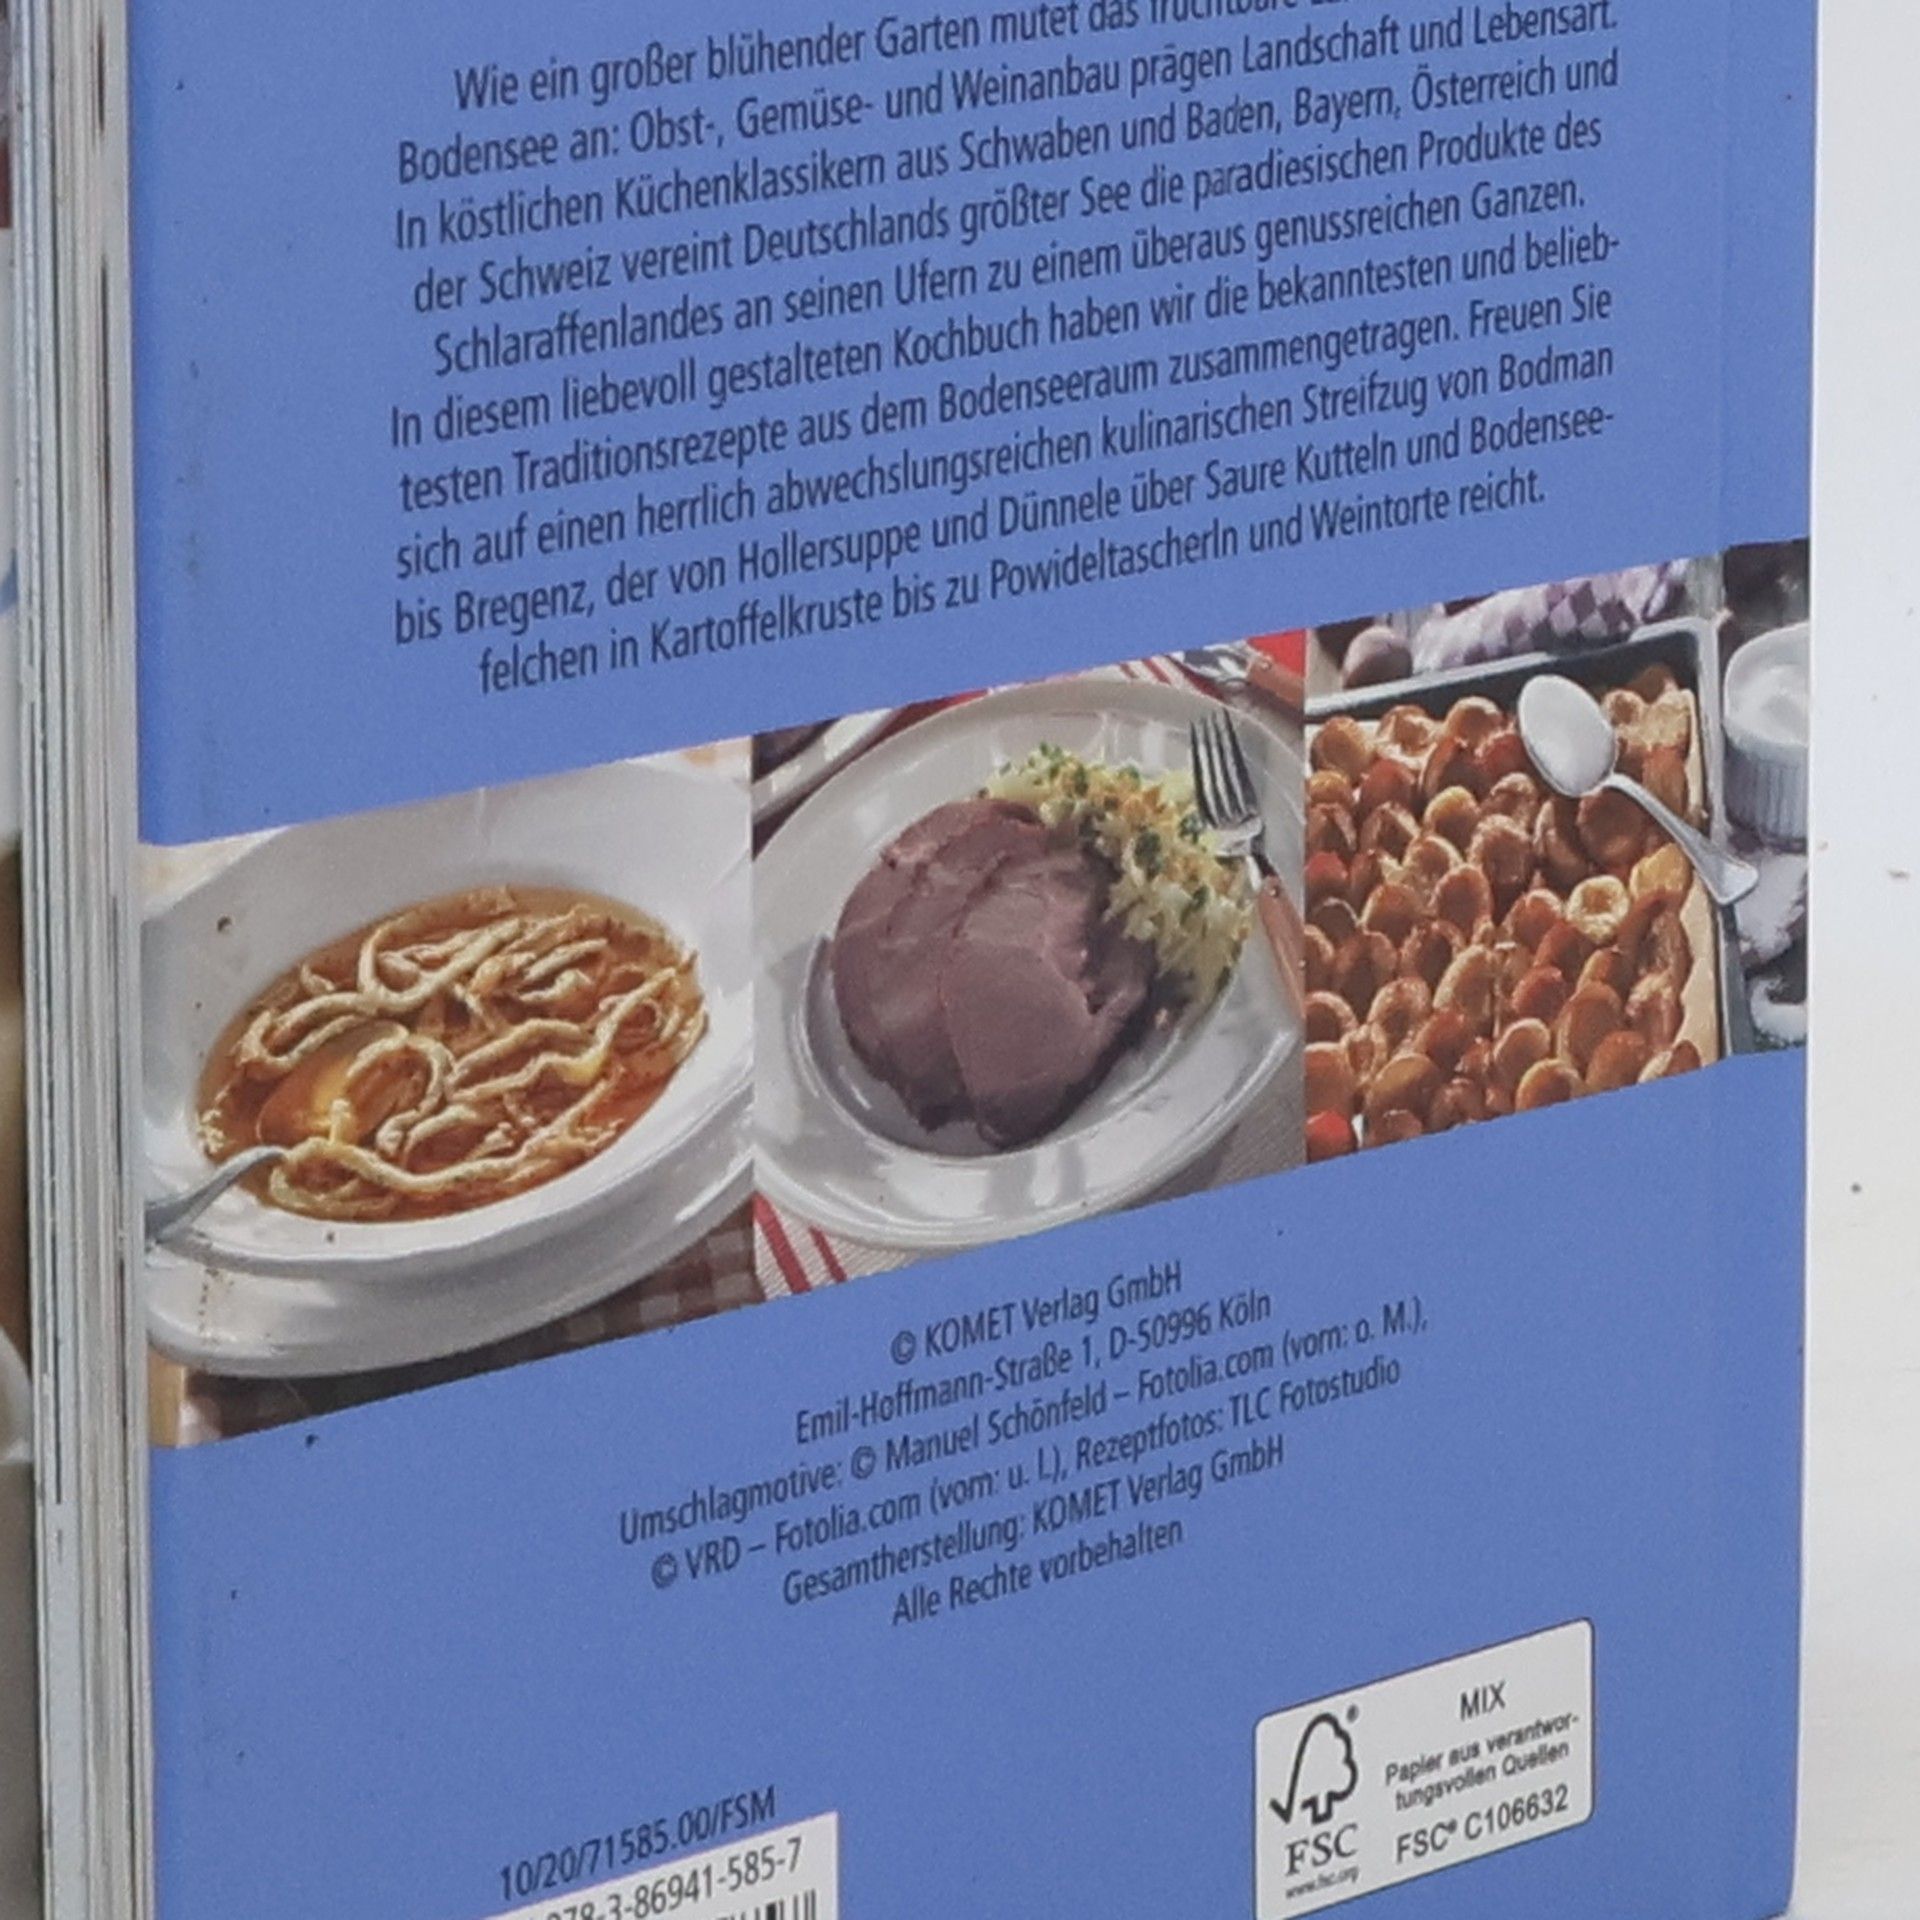 Wie ein großer blühender Garten mutet das fruchtbare
Bodensee an: Obst-, Gemüse- und Weinanbau prägen Landschaft und Lebensart.
In köstlichen Küchenklassikern aus Schwaben und Baden, Bayern, Österreich und
der Schweiz vereint Deutschlands größter See die paradiesischen Produkte des
Schlaraffenlandes an seinen Ufern zu einem überaus genussreichen Ganzen.
In diesem liebevoll gestalteten Kochbuch haben wir die bekanntesten und belieb-
testen Traditionsrezepte aus dem Bodenseeraum zusammengetragen. Freuen Sie
sich auf einen herrlich abwechslungsreichen kulinarischen Streifzug von Bodman
bis Bregenz, der von Hollersuppe und Dünnele über Saure Kutteln und Bodensee-
felchen in Kartoffelkruste bis zu Powideltascherln und Weintorte reicht.
© KOMET Verlag GmbH
Emil-Hoffmann-Straße 1, D-50996 Köln
Umschlagmotive: © Manuel Schönfeld – Fotolia.com (vorn: o. M.),
© VRD – Fotolia.com (vorn: u. l.), Rezeptfotos: TLC Fotostudio
Gesamtherstellung: KOMET Verlag GmbH
Alle Rechte vorbehalten
MIX
Papier aus verantwor-
tungsvollen Quellen
FSC® C106632
FSC
www.fsc.org
10/20/71585.00/FSM
978-3-86941-585-7